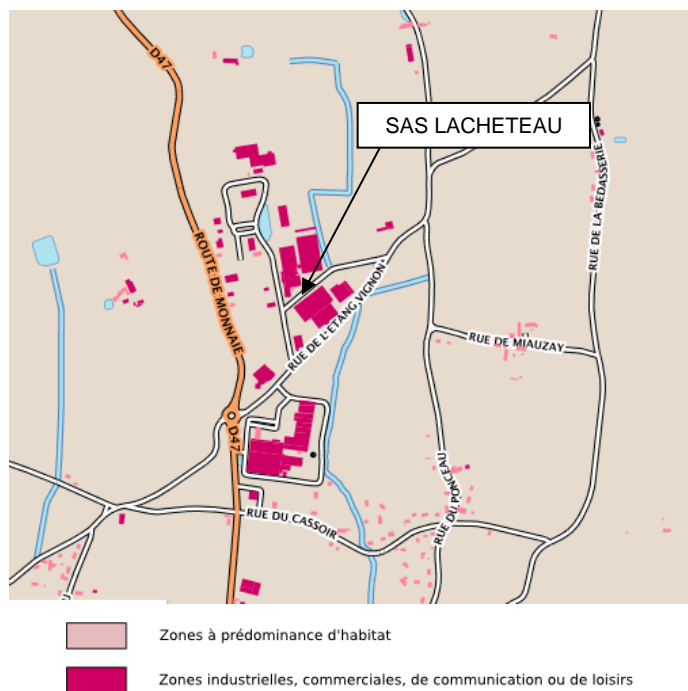 D47
SAS LACHETEAU
RUE DE LA BEDASSERIE
ROUTE DE MONNAIE
RUE DE L'ETANG VIGNON
RUE DE MIAUZAY
D47
RUE DU PONCEAU
RUE DU CASSOIR
Zones à prédominance d'habitat
Zones industrielles, commerciales, de communication ou de loisirs